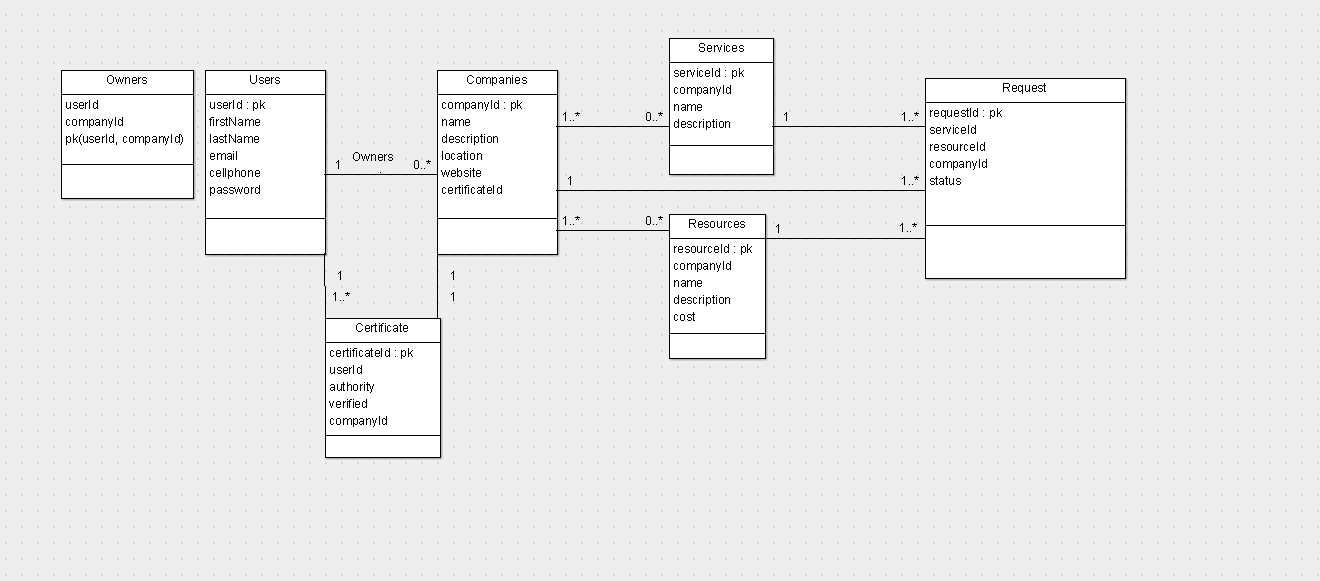 Owners
userId
companyId
pk(userId, companyId)
Users
userId : pk
firstName
lastName
email
cellphone
password
1
Owners
0..*
Companies
companyId : pk
name
description
location
website
certificateId
1..*
0..*
1
1..*
1..*
0..*
Services
serviceId : pk
companyId
name
description
1
1..*
Resources
resourceId : pk
companyId
name
description
cost
1
1..*
Request
requestId : pk
serviceId
resourceId
companyId
status
1
1..*
1
1
Certificate
certificateId : pk
userId
authority
verified
companyId